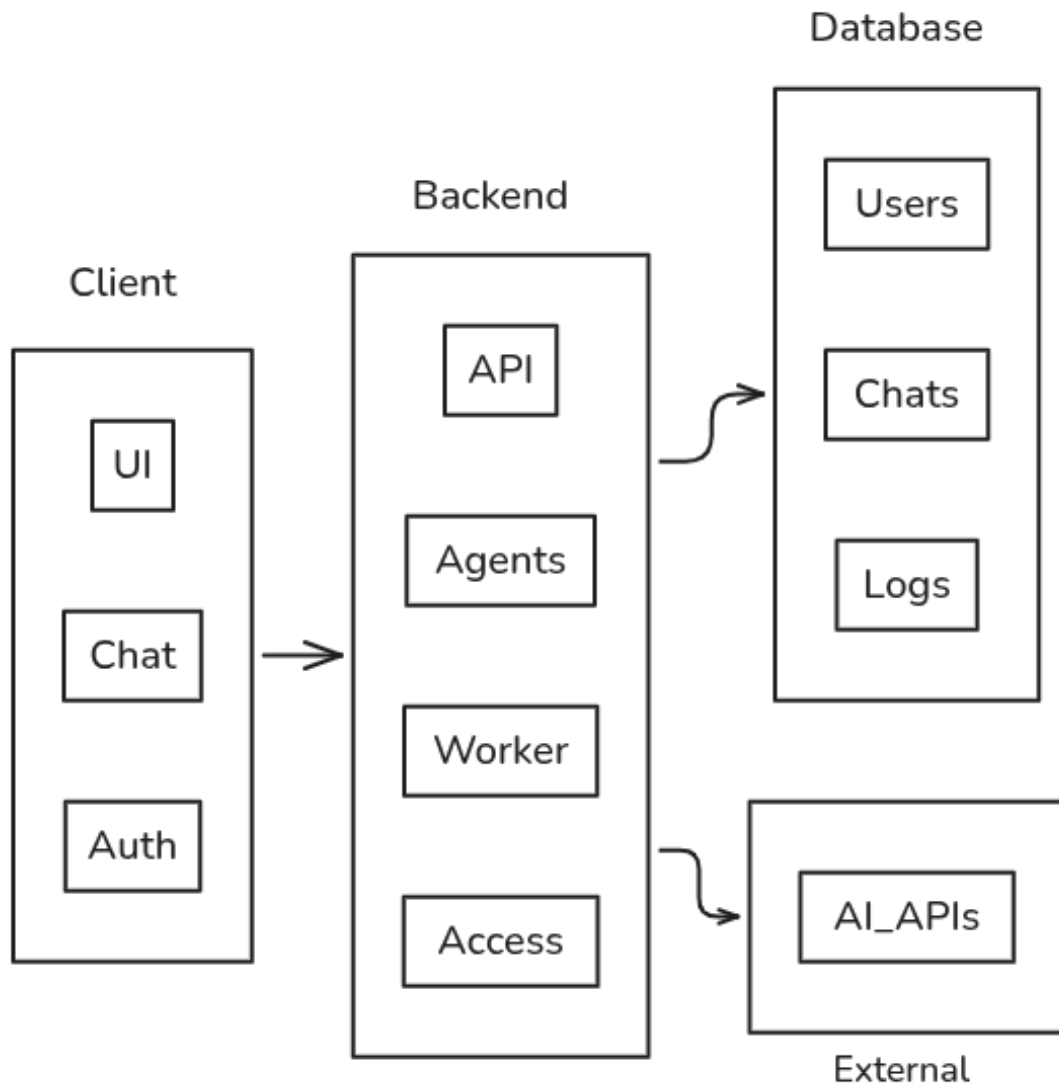 Client
UI
Chat
Auth
Backend
API
Agents
Worker
Access
Database
Users
Chats
Logs
AI_APIs
External